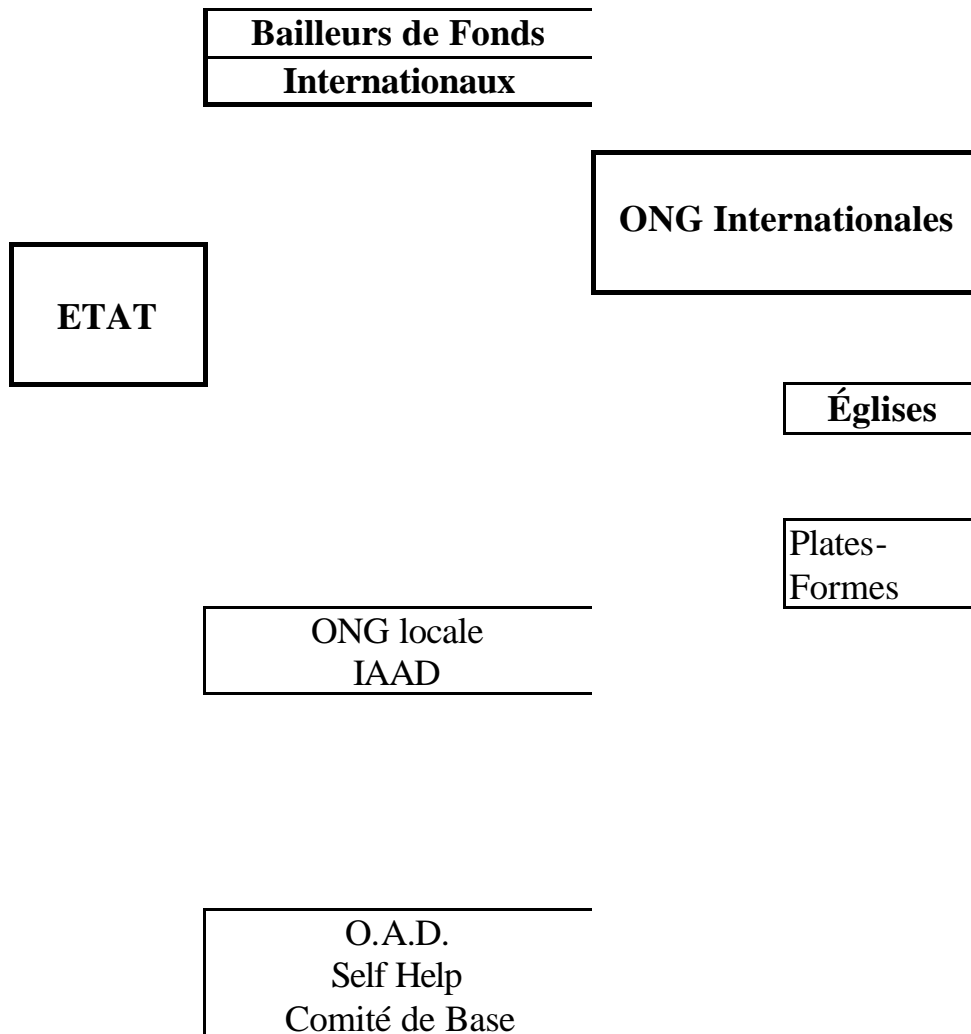 Bailleurs de Fonds
Internationaux
ONG Internationales
ETAT
Églises
Plates-
Formes
ONG locale
IAAD
O.A.D.
Self Help
Comité de Base